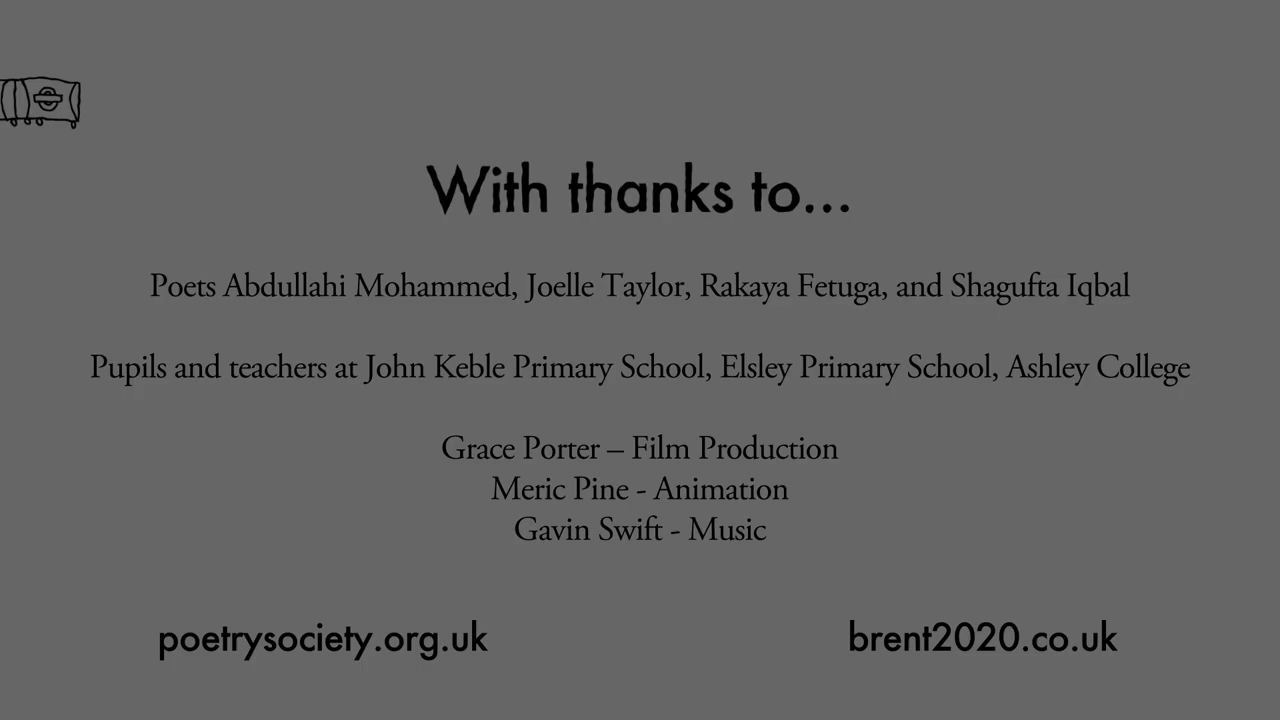 With thanks to...
Poets Abdullahi Mohammed, Joelle Taylor, Rakaya Fetuga, and Shagufta Iqbal
Pupils and teachers at John Keble Primary School, Elsley Primary School, Ashley College
Grace Porter – Film Production
Meric Pine - Animation
Gavin Swift - Music
poetrysociety.org.uk
brent2020.co.uk